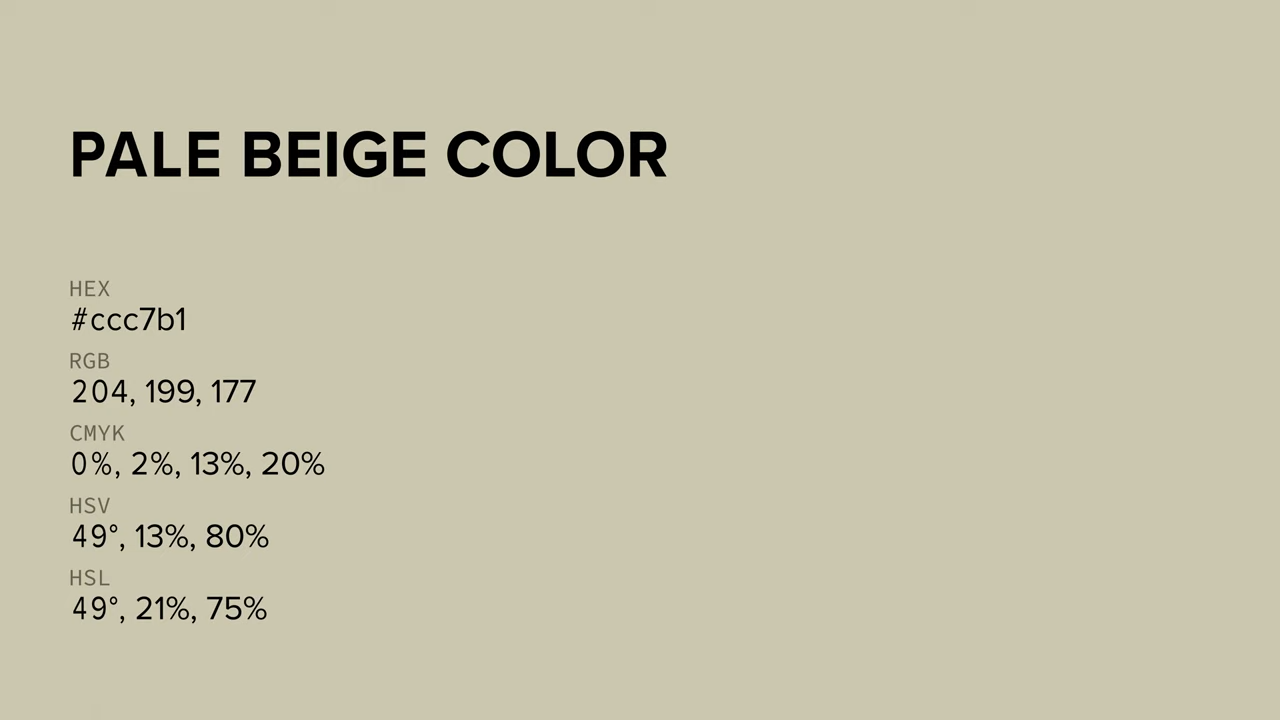 PALE BEIGE COLOR
HEX
#ccc7b1
RGB
204, 199, 177
CMYK
0%, 2%, 13%, 20%
HSV
49°, 13%, 80%
HSL
49°, 21%, 75%